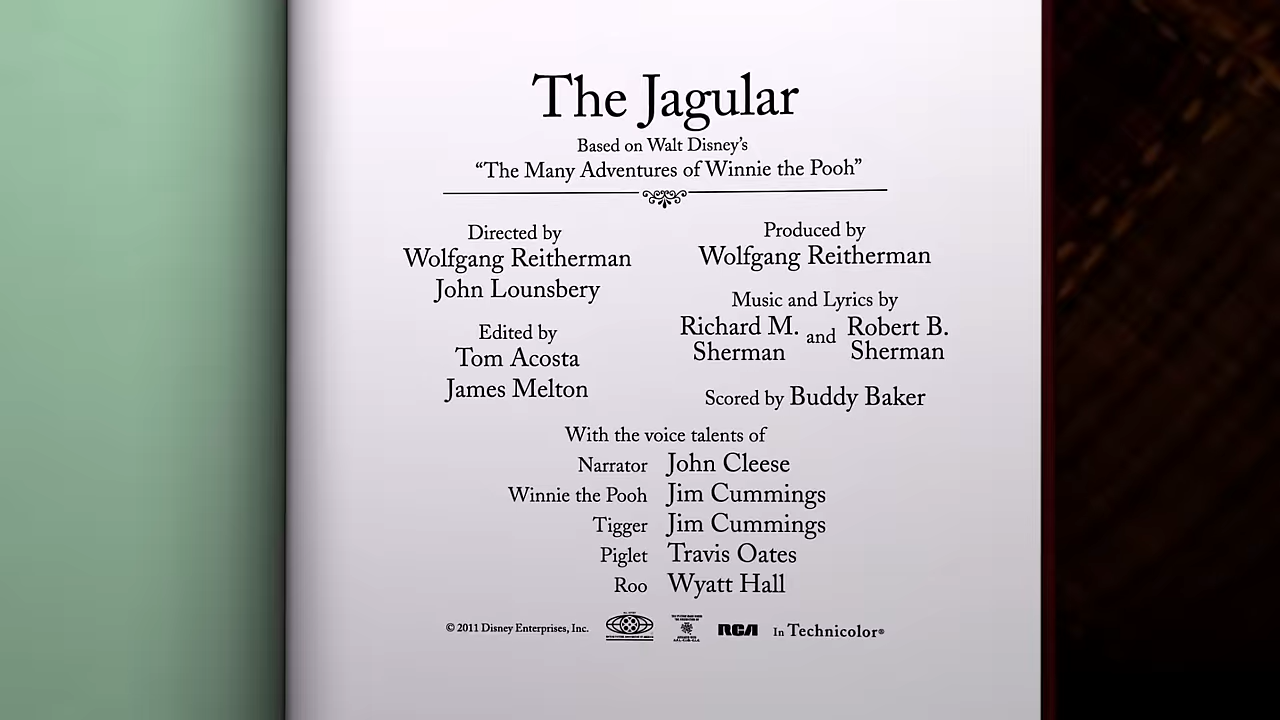 The Jagular
Based on Walt Disney's
“The Many Adventures of Winnie the Pooh”
Directed by
Wolfgang Reitherman
John Lounsbery
Edited by
Tom Acosta
James Melton
Produced by
Wolfgang Reitherman
Music and Lyrics by
Richard M. Sherman and Robert B. Sherman
Scored by Buddy Baker
With the voice talents of
Narrator John Cleese
Winnie the Pooh Jim Cummings
Tigger Jim Cummings
Piglet Travis Oates
Roo Wyatt Hall
© 2011 Disney Enterprises, Inc. RCA In Technicolor®